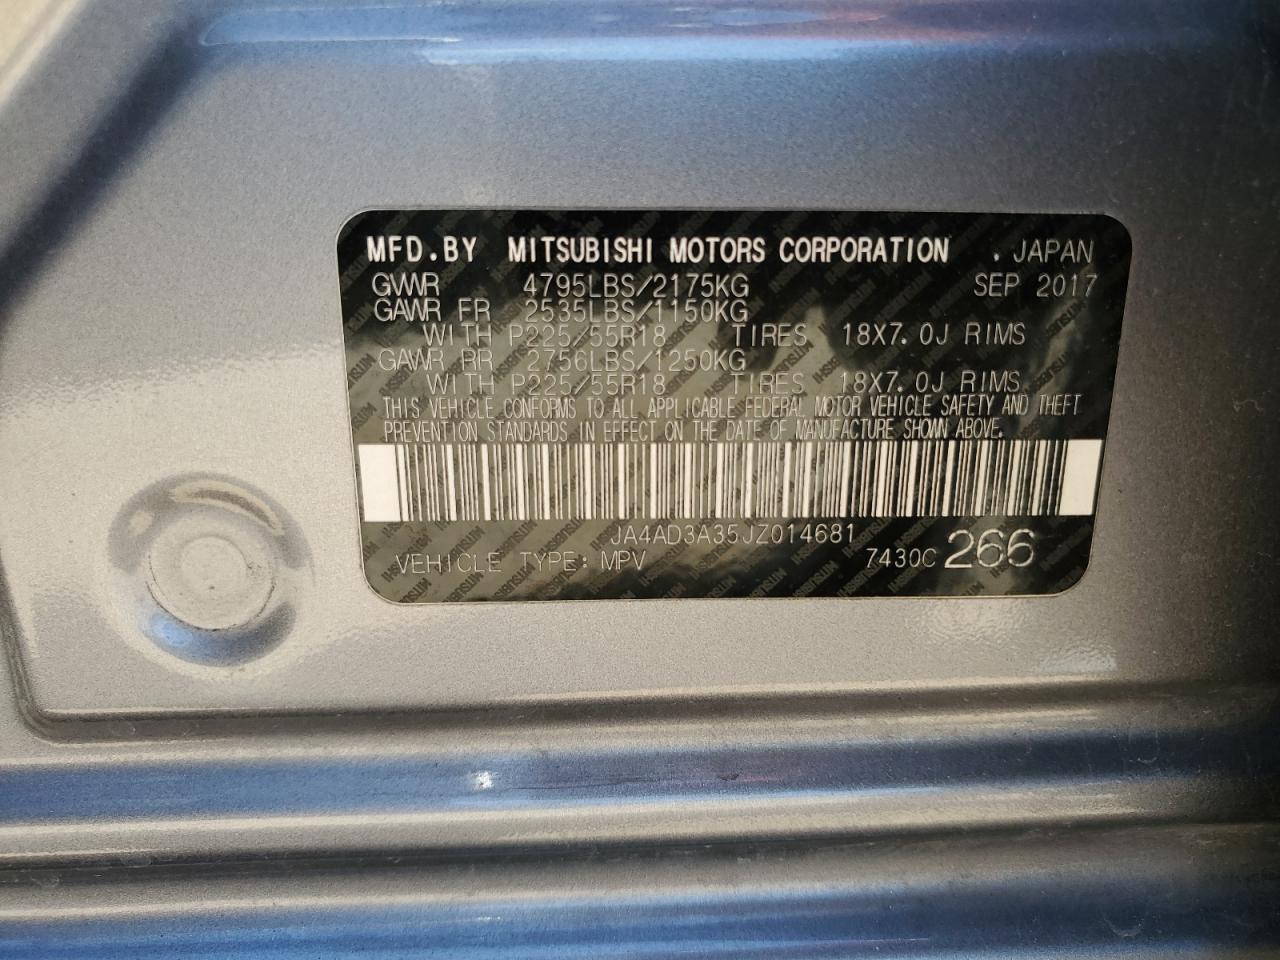 MFD.BY MITSUBISHI MOTORS CORPORATION . JAPAN
GVWR 4795LBS/2175KG SEP 2017
GAWR FR 2535LBS/1150KG
WITH P225/55R18 TIRES 18X7.0J RIMS
GAWR RR 2756LBS/1250KG
WITH P225/55R18 TIRES 18X7.0J RIMS
THIS VEHICLE CONFORMS TO ALL APPLICABLE FEDERAL MOTOR VEHICLE SAFETY AND THEFT
PREVENTION STANDARDS IN EFFECT ON THE DATE OF MANUFACTURE SHOWN ABOVE.
JA4AD3A35JZ014681
VEHICLE TYPE: MPV 7430C 266